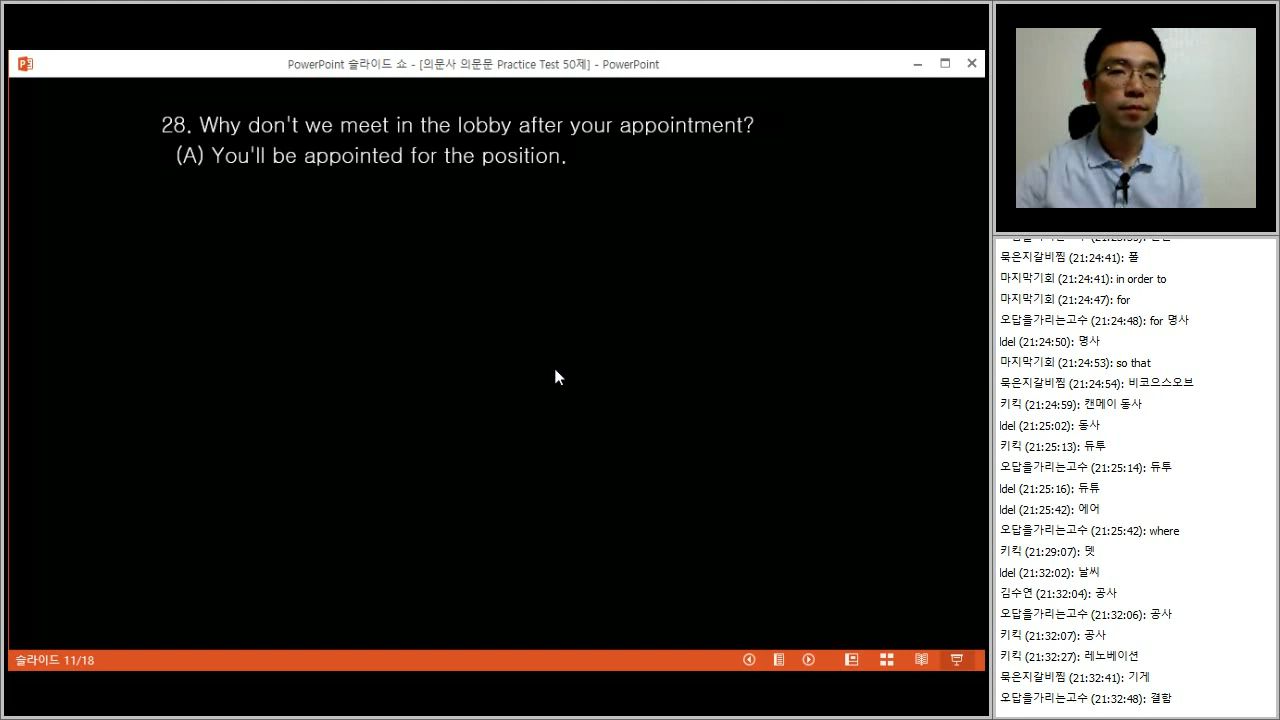 PowerPoint 슬라이드 쇼 - [의문사 의문문 Practice Test 50제] - PowerPoint
28. Why don't we meet in the lobby after your appointment?
(A) You'll be appointed for the position.
슬라이드 11/18
묵은지갈비찜 (21:24:41): 풀
마지막기회 (21:24:41): in order to
마지막기회 (21:24:47): for
오답을가리는고수 (21:24:48): for 명사
ldel (21:24:50): 명사
마지막기회 (21:24:53): so that
묵은지갈비찜 (21:24:54): 비코으스오브
키킥 (21:24:59): 캔메이 동사
ldel (21:25:02): 동사
키킥 (21:25:13): 듀투
오답을가리는고수 (21:25:14): 듀투
ldel (21:25:16): 듀튜
ldel (21:25:42): 에어
오답을가리는고수 (21:25:42): where
키킥 (21:29:07): 뎃
ldel (21:32:02): 날씨
김수연 (21:32:04): 공사
오답을가리는고수 (21:32:06): 공사
키킥 (21:32:07): 공사
키킥 (21:32:27): 레노베이션
묵은지갈비찜 (21:32:41): 기게
오답을가리는고수 (21:32:48): 결함